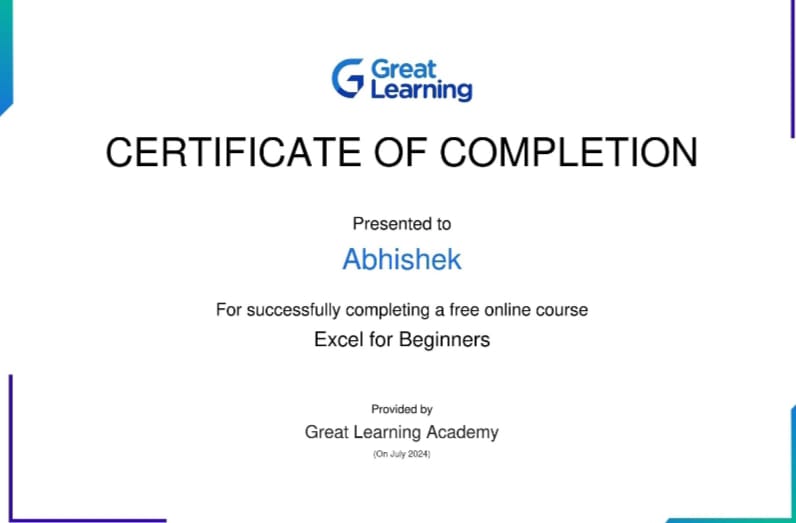 Great
Learning
CERTIFICATE OF COMPLETION
Presented to
Abhishek
For successfully completing a free online course
Excel for Beginners
Provided by
Great Learning Academy
(On July 2024)